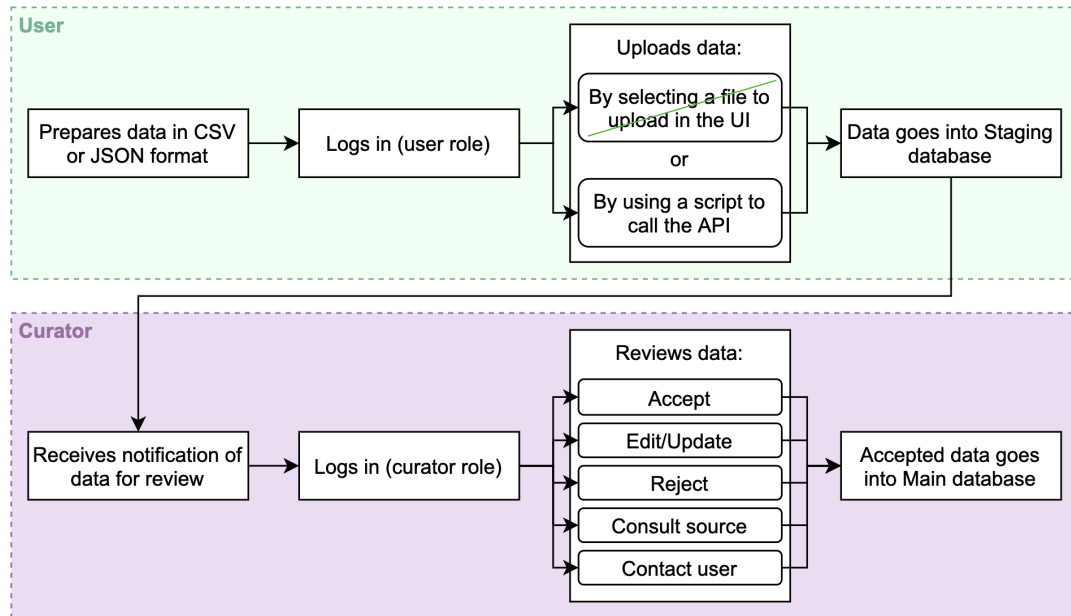 User
Prepares data in CSV
or JSON format
Logs in (user role)
Uploads data:
By selecting a file to
upload in the UI
or
By using a script to
call the API
Data goes into Staging
database
Curator
Receives notification of
data for review
Logs in (curator role)
Reviews data:
Accept
Edit/Update
Reject
Consult source
Contact user
Accepted data goes
into Main database